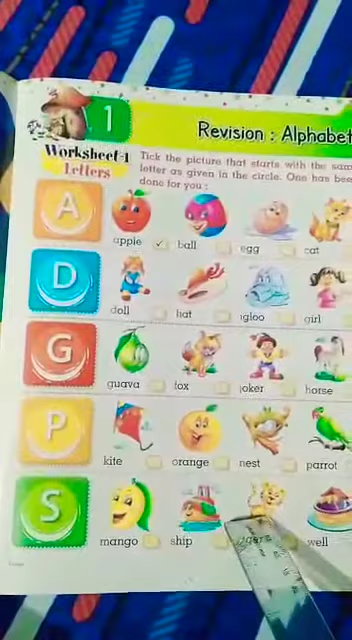 1
Revision : Alphabet
Worksheet-1
Letters
Tick the picture that starts with the sam
letter as given in the circle. One has bee
done for you :
A
apple ✓ ball egg cat
D
doll hat igloo girl
G
guava fox joker horse
P
kite orange nest parrot
S
mango ship well